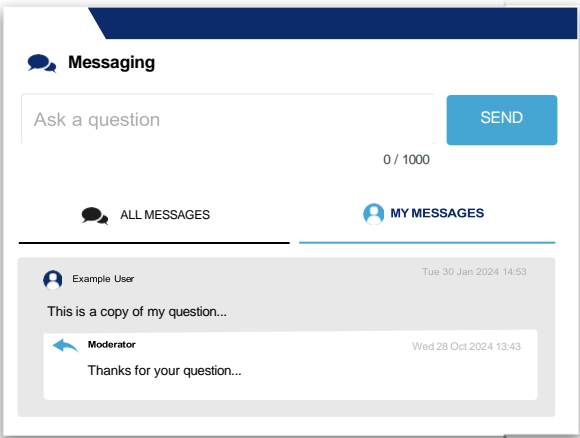 Messaging
Ask a question
SEND
0 / 1000
ALL MESSAGES
MY MESSAGES
Example User
Tue 30 Jan 2024 14:53
This is a copy of my question...
Moderator
Wed 28 Oct 2024 13:43
Thanks for your question...